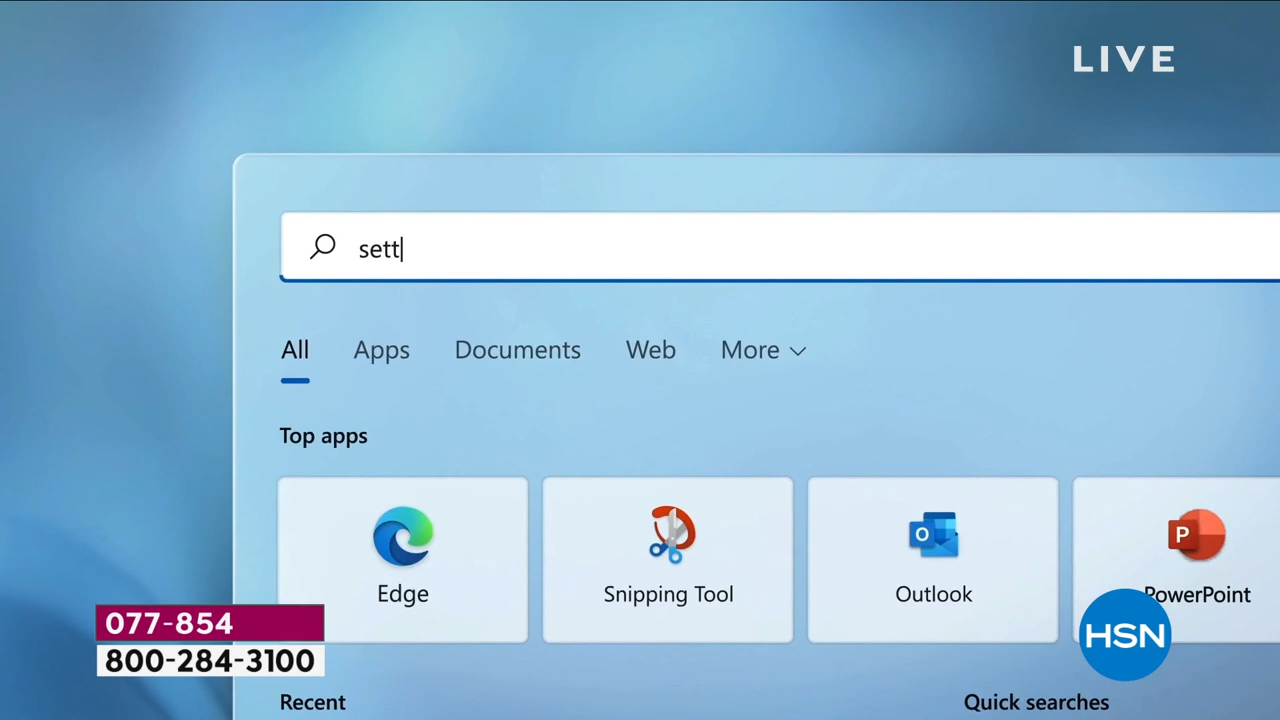 LIVE
sett
All Apps Documents Web More
Top apps
Edge Snipping Tool Outlook PowerPoint
077-854
800-284-3100
HSN
Recent Quick searches